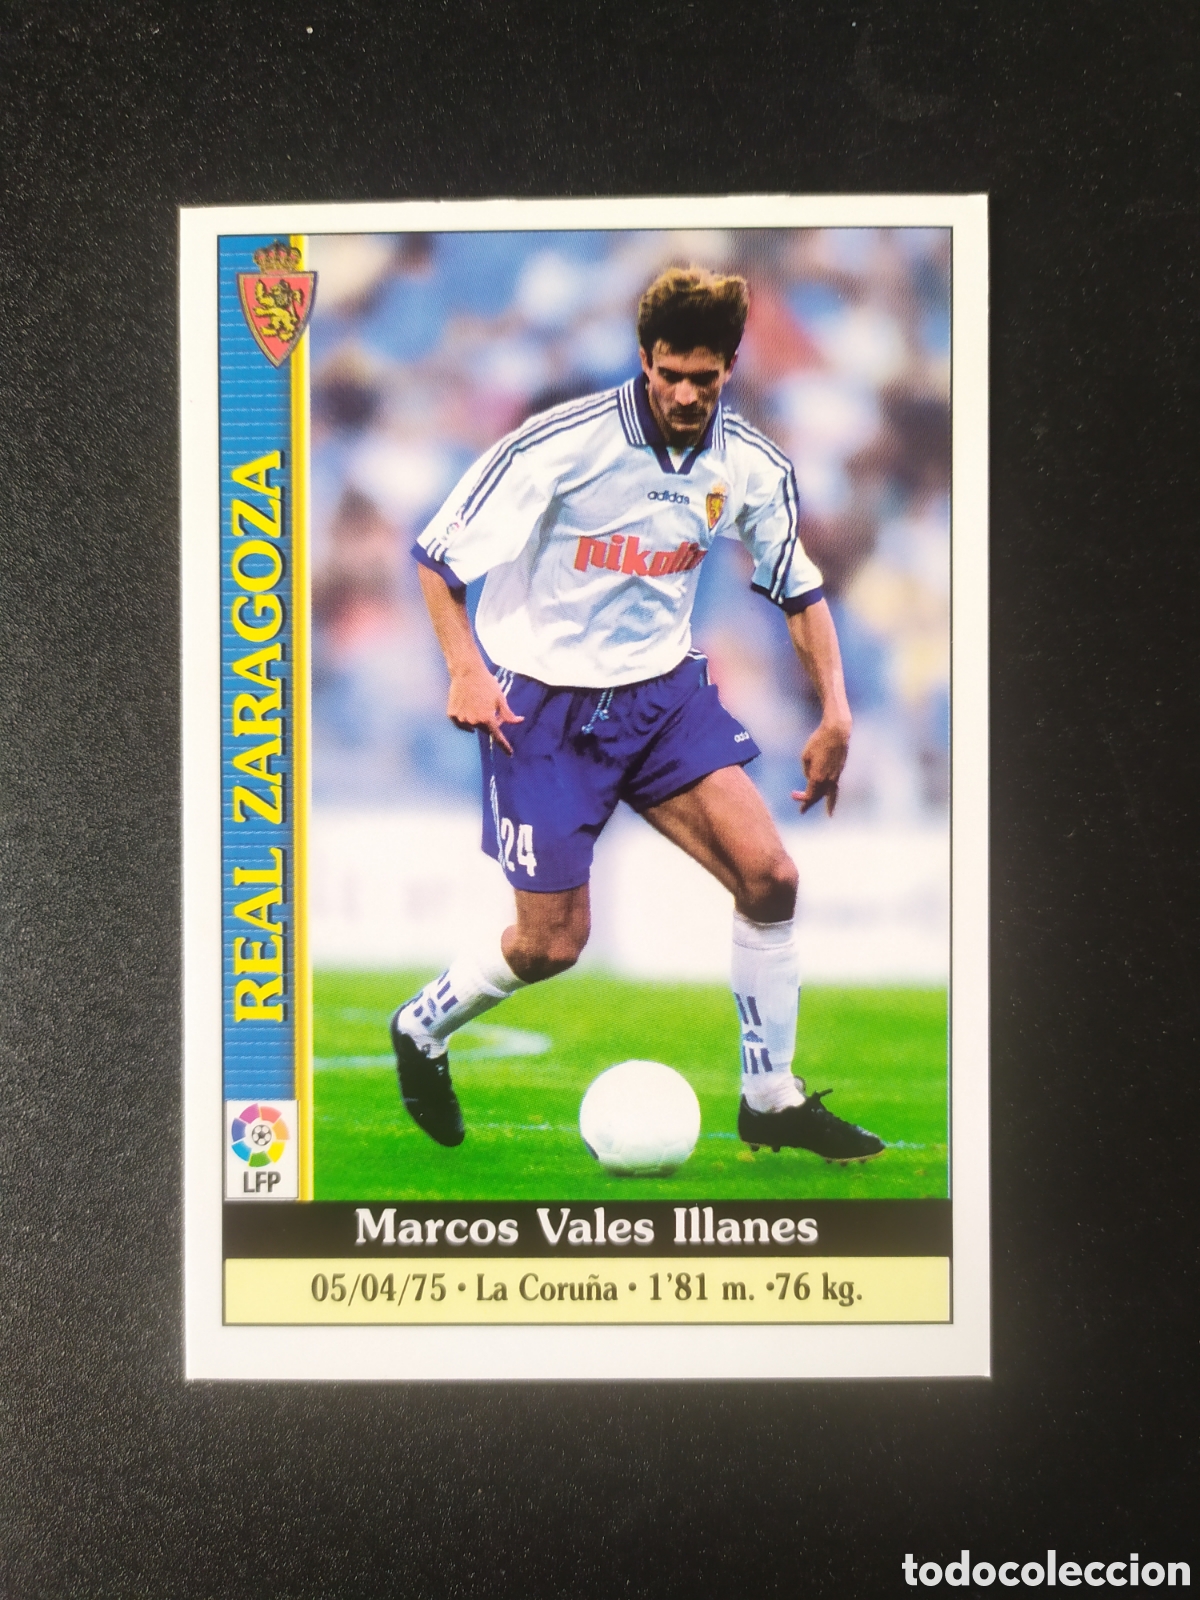 REAL ZARAGOZA
adidas
pikolin
adidas
24
LFP
Marcos Vales Illanes
05/04/75 • La Coruña • 1'81 m. •76 kg.
todocoleccion